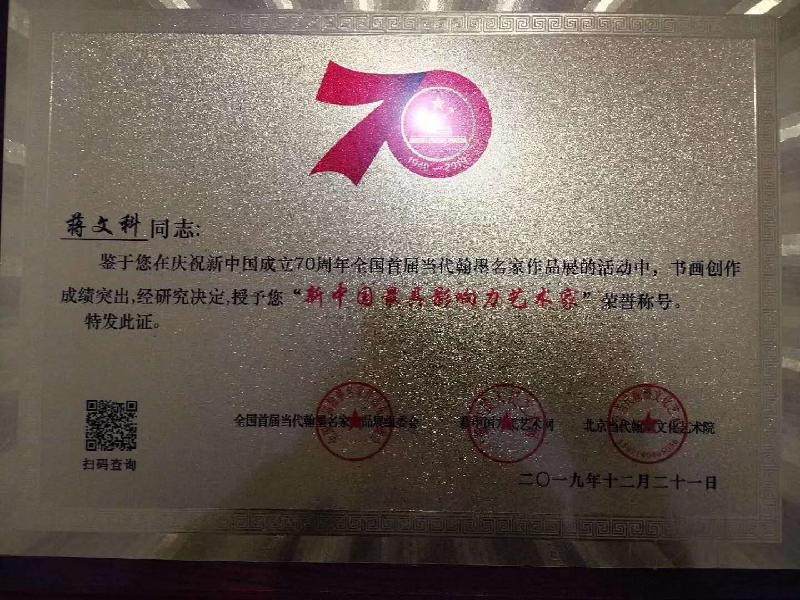 70
1949-2019
蒋文科 同志:
鉴于您在庆祝新中国成立70周年全国首届当代翰墨名家作品展的活动中，书画创作
成绩突出,经研究决定,授予您“新中国最具影响力艺术家”荣誉称号。
特发此证。
全国首届当代翰墨名家作品展组委会
北京当代翰墨文化艺术院
扫码查询
二〇一九年十二月二十一日